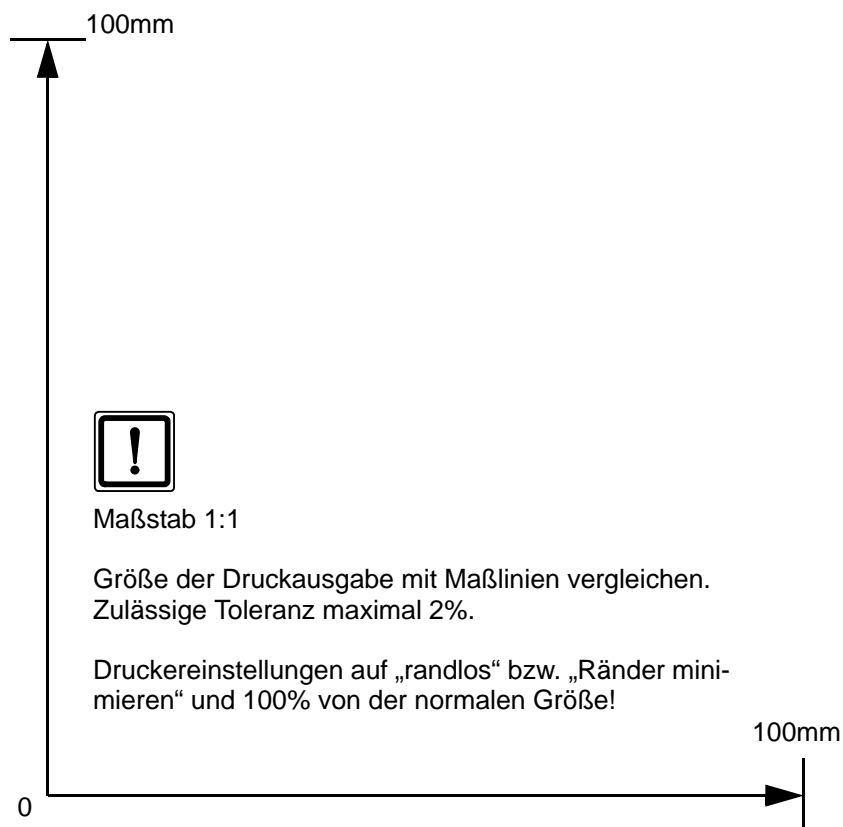 100mm
!
Maßstab 1:1
Größe der Druckausgabe mit Maßlinien vergleichen.
Zulässige Toleranz maximal 2%.
Druckereinstellungen auf „randlos“ bzw. „Ränder mini-
mieren“ und 100% von der normalen Größe!
100mm
0